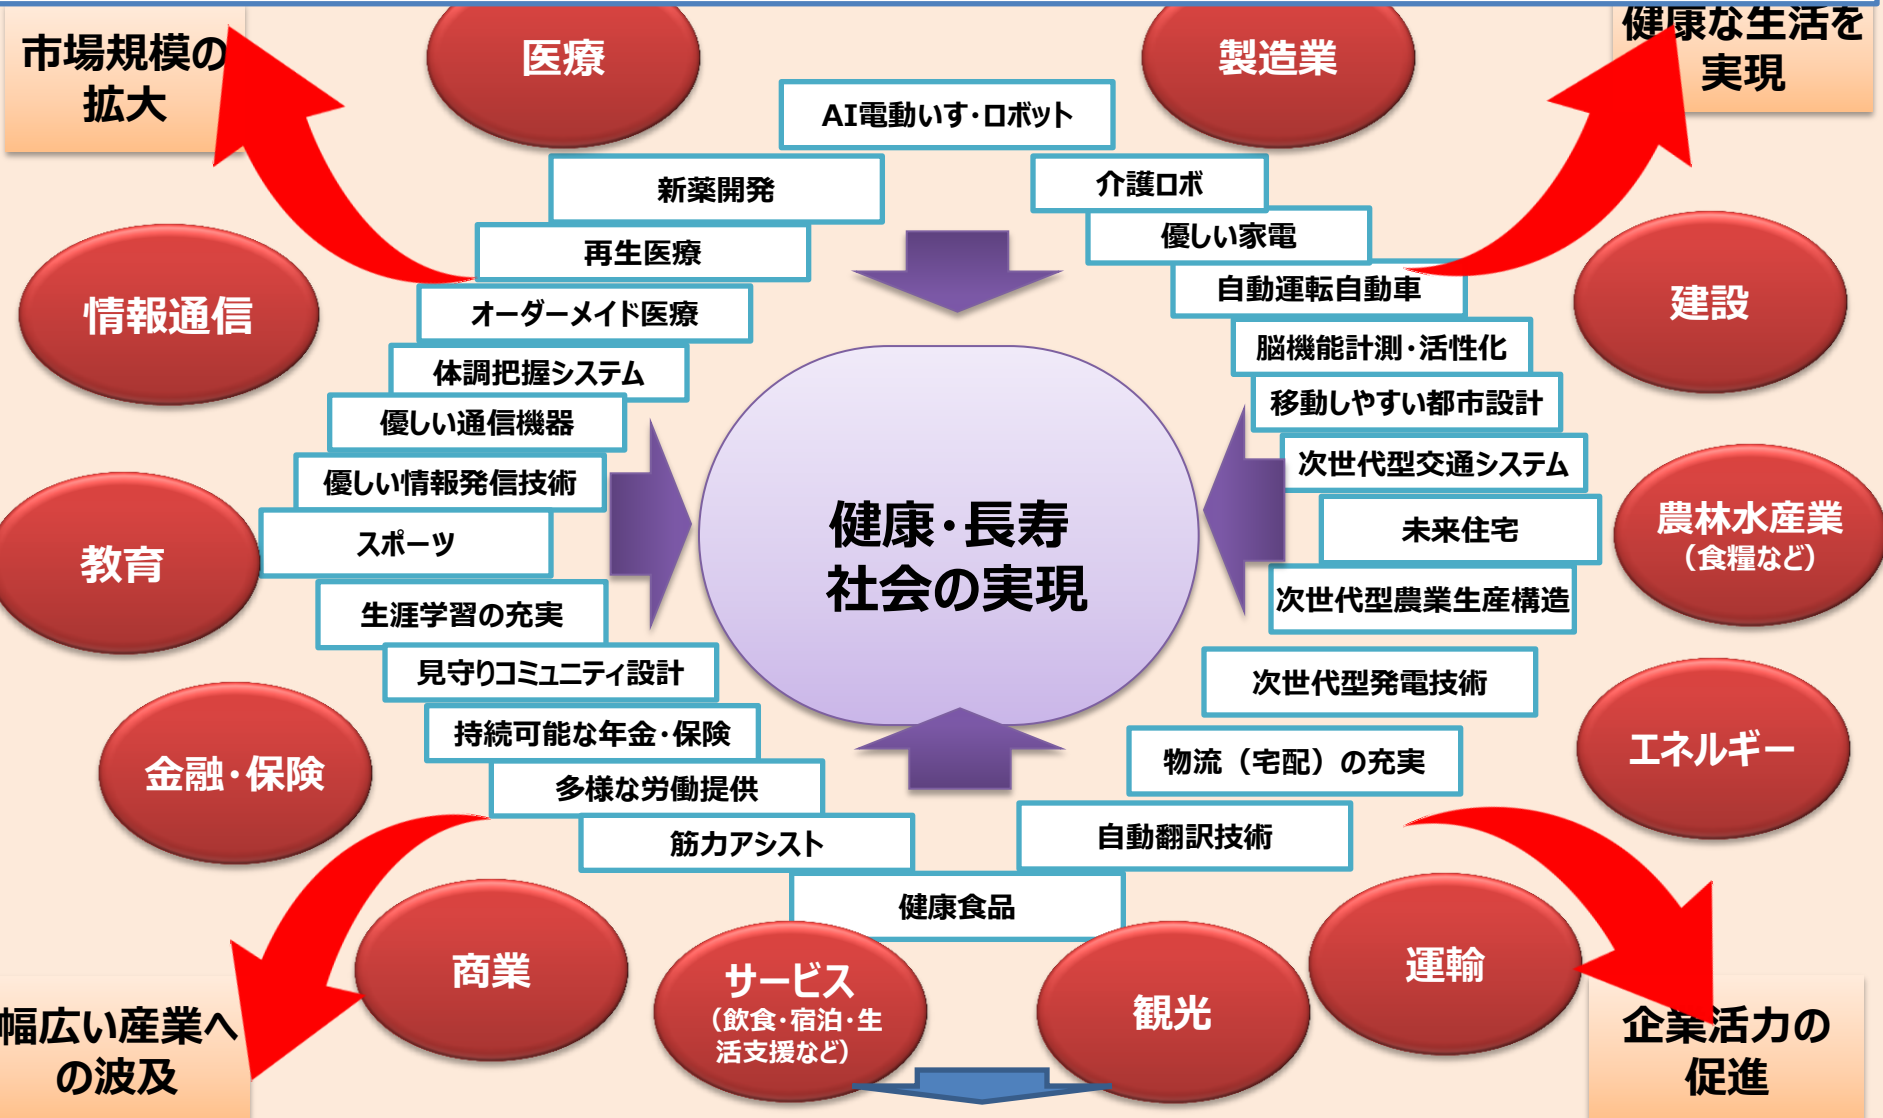 市場規模の
拡大
医療
製造業
健康な生活を
実現
AI電動いす・ロボット
新薬開発
介護ロボ
再生医療
優しい家電
オーダーメイド医療
自動運転自動車
情報通信
建設
体調把握システム
脳機能計測・活性化
優しい通信機器
移動しやすい都市設計
優しい情報発信技術
次世代型交通システム
スポーツ
未来住宅
教育
健康・長寿
社会の実現
農林水産業
（食糧など）
生涯学習の充実
次世代型農業生産構造
見守りコミュニティ設計
次世代型発電技術
持続可能な年金・保険
物流（宅配）の充実
金融・保険
エネルギー
多様な労働提供
筋力アシスト
自動翻訳技術
健康食品
商業
サービス
（飲食・宿泊・生
活支援など）
観光
運輸
幅広い産業へ
の波及
企業活力の
促進